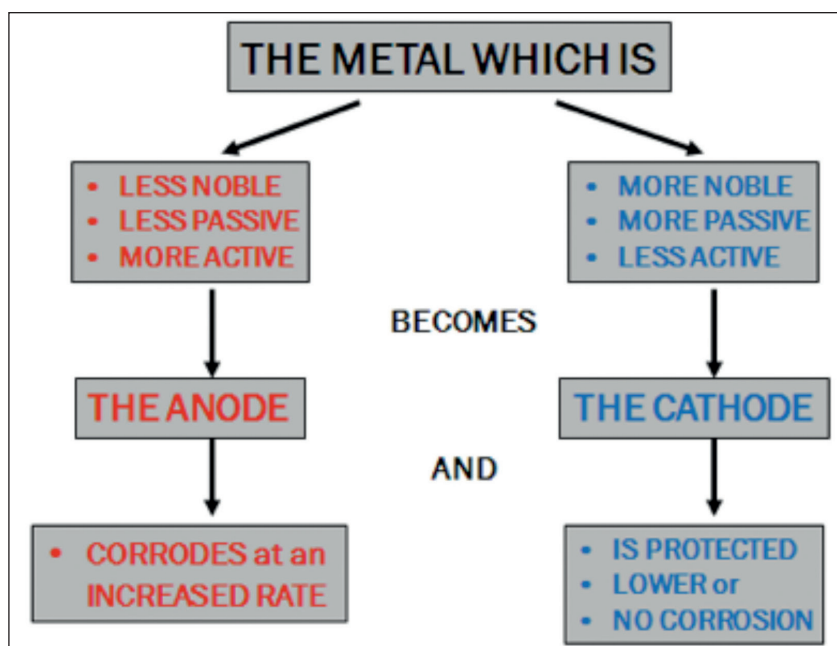 THE METAL WHICH IS
• LESS NOBLE
• LESS PASSIVE
• MORE ACTIVE
• MORE NOBLE
• MORE PASSIVE
• LESS ACTIVE
BECOMES
THE ANODE
THE CATHODE
AND
• CORRODES at an
INCREASED RATE
• IS PROTECTED
• LOWER or
• NO CORROSION